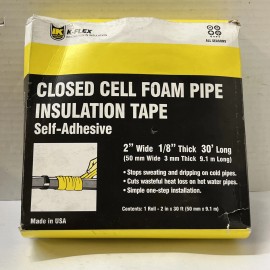 K-FLEX
ALL SEASONS
CLOSED CELL FOAM PIPE
INSULATION TAPE
Self-Adhesive
2" Wide 1/8" Thick 30' Long
(50 mm Wide 3 mm Thick 9.1 m Long)
• Stops sweating and dripping on cold pipes.
• Cuts wasteful heat loss on hot water pipes.
• Simple one-step installation.
Made in USA
Contents: 1 Roll - 2 in x 30 ft (50 mm x 9.1 m)